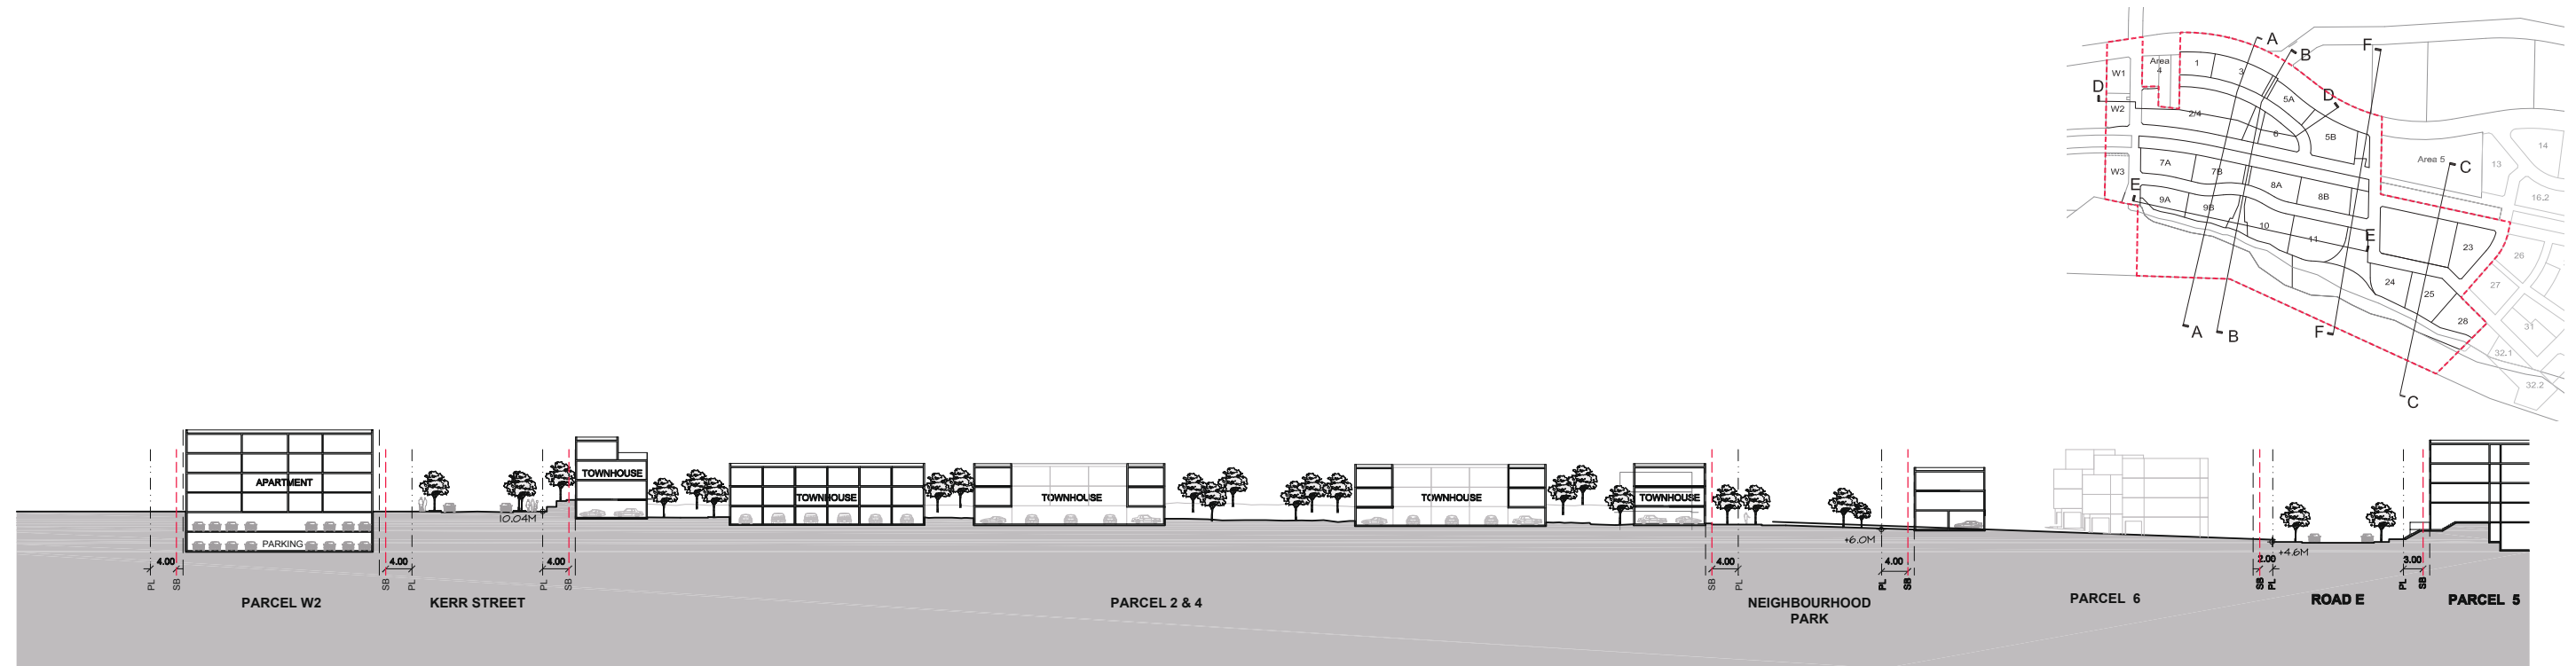 A
B
F
D
W1
Area
4
1
3
5A
D
W2
2/4
6
5B
Area 5
C
13
14
W3
7A
7B
8A
8B
16.2
E
9A
9B
10
11
E
23
26
24
25
27
28
31
32.1
32.2
A
B
F
C
APARTMENT
PARKING
10.04M
TOWNHOUSE
TOWNHOUSE
TOWNHOUSE
TOWNHOUSE
TOWNHOUSE
+6.0M
+4.6M
4.00
4.00
4.00
4.00
4.00
2.00
3.00
PL
SB
SB
PL
PL
SB
SB
PL
PL
SB
SB
PL
PL
SB
PARCEL W2
KERR STREET
PARCEL 2 & 4
NEIGHBOURHOOD
PARK
PARCEL 6
ROAD E
PARCEL 5